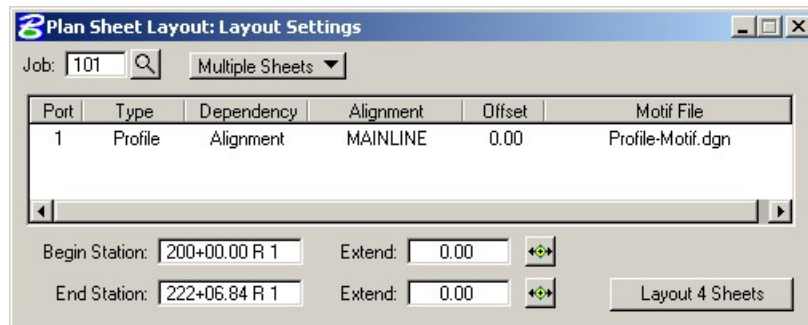 Plan Sheet Layout: Layout Settings
Job: 101 Multiple Sheets
Port Type Dependency Alignment Offset Motif File
1 Profile Alignment MAINLINE 0.00 Profile-Motif.dgn
Begin Station: 200+00.00 R 1 Extend: 0.00
End Station: 222+06.84 R 1 Extend: 0.00 Layout 4 Sheets